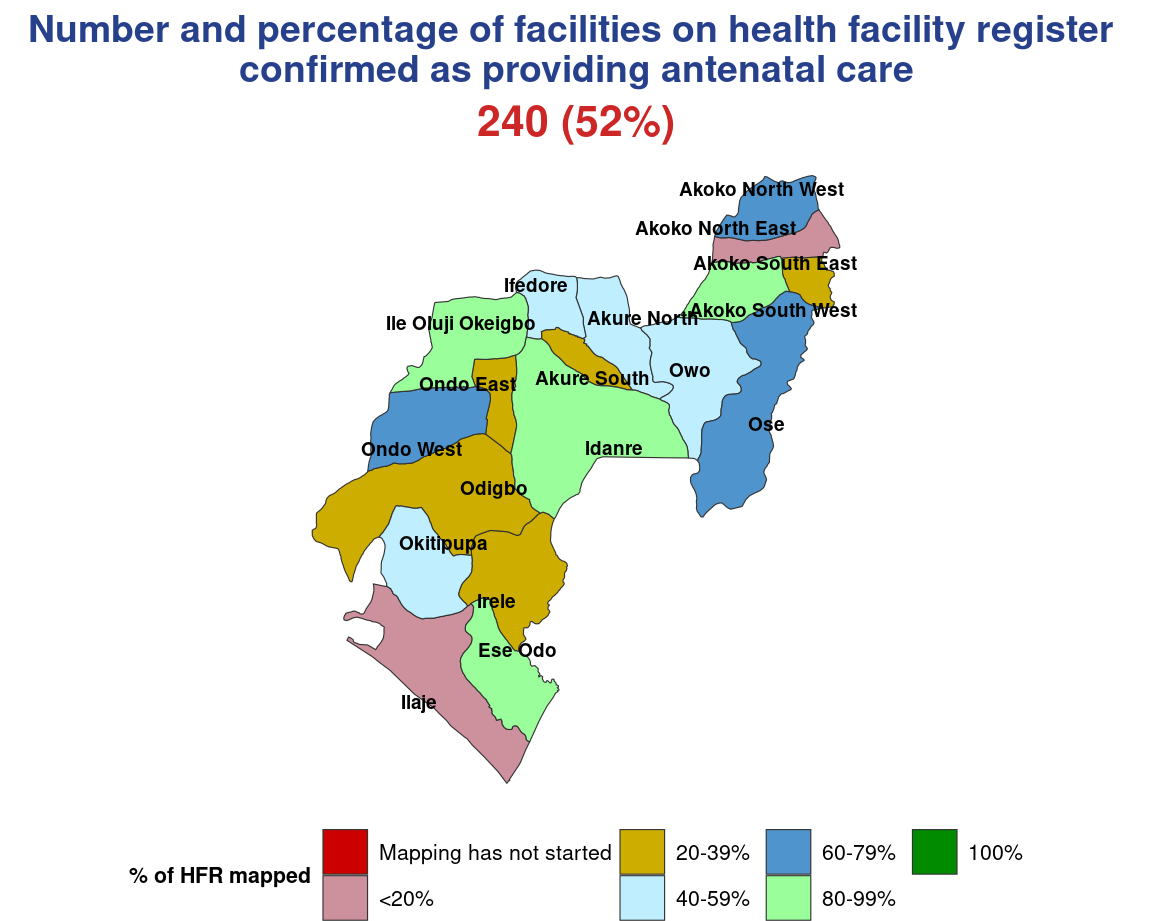 Number and percentage of facilities on health facility register
confirmed as providing antenatal care
240 (52%)
Akoko North West
Akoko North East
Akoko South East
Ifedore
Akoko South West
Akure North
Ile Oluji Okeigbo
Owo
Akure South
Ondo East
Ose
Idanre
Ondo West
Odigbo
Okitipupa
Irele
Ese Odo
Ilaje
% of HFR mapped
Mapping has not started
<20%
20-39%
40-59%
60-79%
80-99%
100%